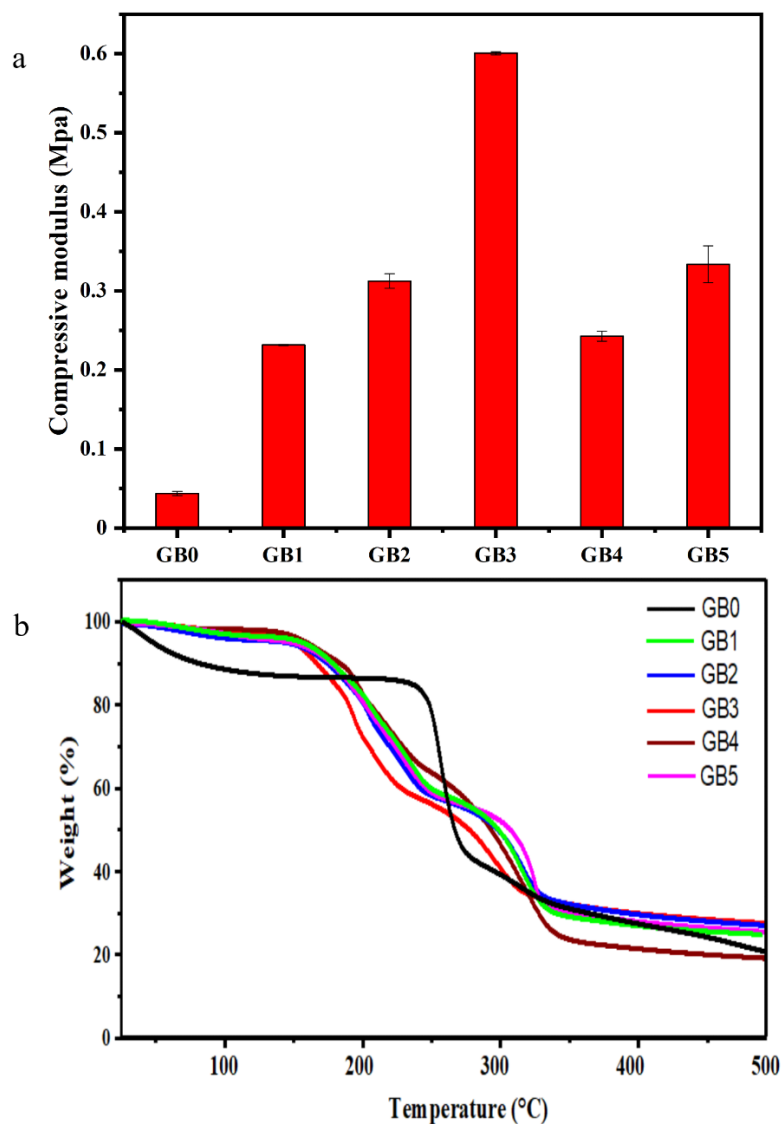 a
Compressive modulus (Mpa)
0.6
0.5
0.4
0.3
0.2
0.1
0
GB0 GB1 GB2 GB3 GB4 GB5
b
Weight (%)
100
80
60
40
20
0
GB0
GB1
GB2
GB3
GB4
GB5
100 200 300 400 500
Temperature (°C)